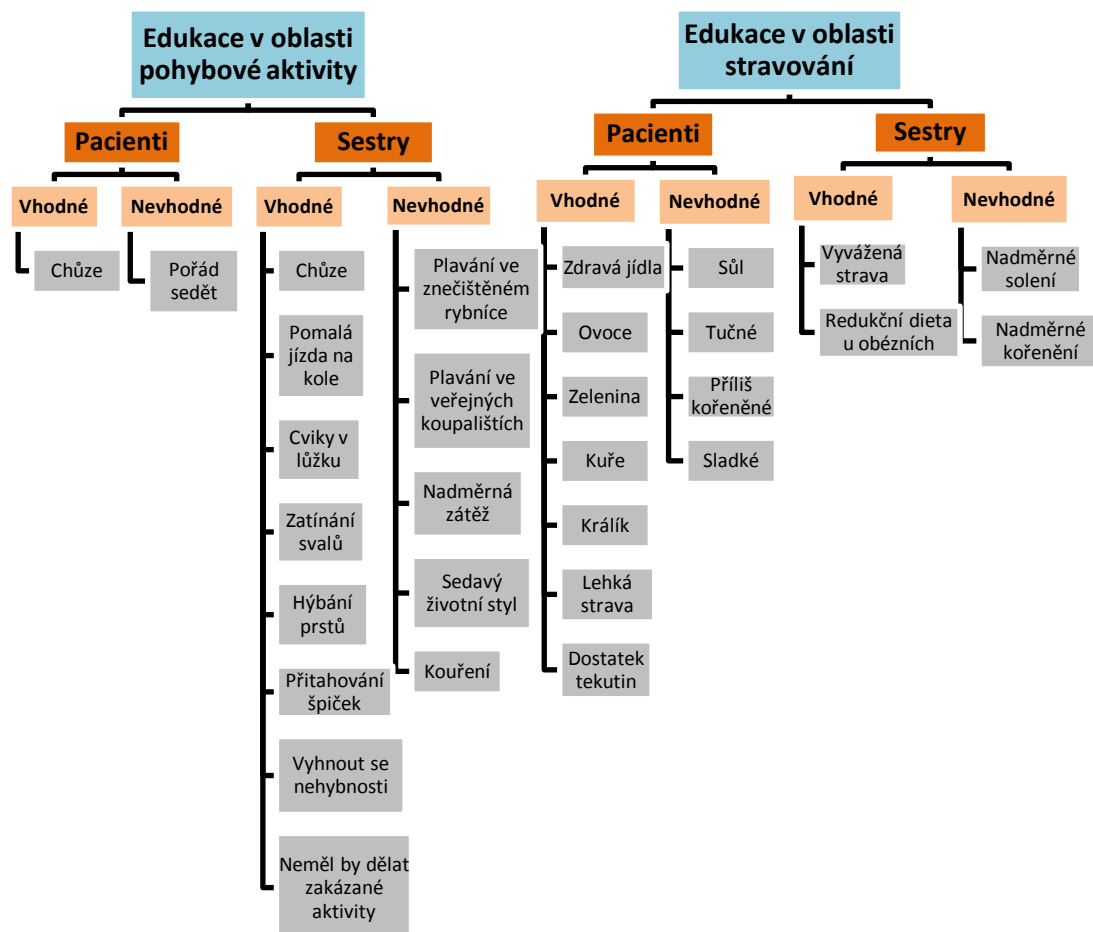 Edukace v oblasti
pohybové aktivity
Pacienti
Vhodné
Chůze
Nevhodné
Pořád
sedět
Sestry
Vhodné
Chůze
Pomalá
jízda na
kole
Cviky v
lůžku
Zatínání
svalů
Hýbání
prstů
Přitahování
špiček
Vyhnout se
nehybnosti
Neměl by dělat
zakázané
aktivity
Nevhodné
Plavání ve
znečištěném
rybníce
Plavání ve
veřejných
koupalištích
Nadměrná
zátěž
Sedavý
životní styl
Kouření
Edukace v oblasti
stravování
Pacienti
Vhodné
Zdravá jídla
Ovoce
Zelenina
Kuře
Králík
Lehká
strava
Dostatek
tekutin
Nevhodné
Sůl
Tučné
Příliš
kořeněné
Sladké
Sestry
Vhodné
Vyvážená
strava
Redukční dieta
u obézních
Nevhodné
Nadměrné
solení
Nadměrné
kořenění